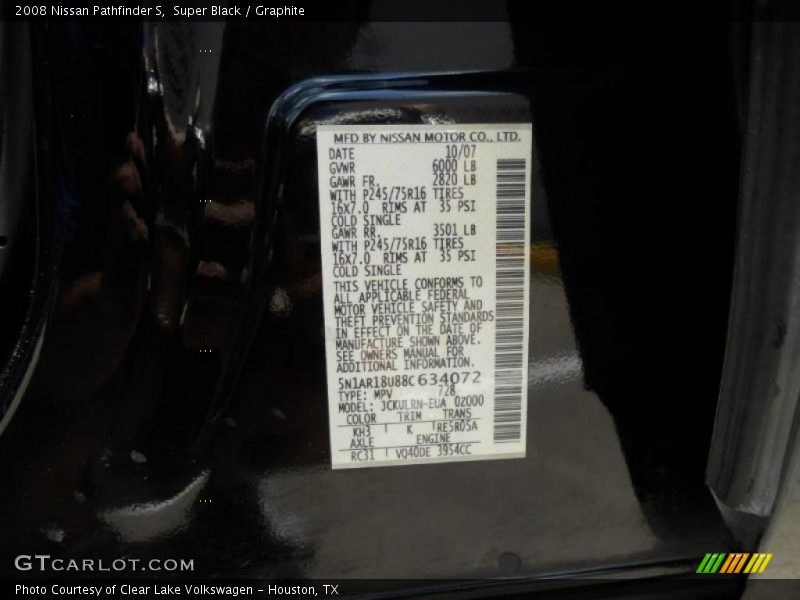 2008 Nissan Pathfinder S, Super Black / Graphite
MFD BY NISSAN MOTOR CO., LTD.
DATE 10/07
GVWR 6000 LB
GAWR FR. 2820 LB
WITH P245/75R16 TIRES
16X7.0 RIMS AT 35 PSI
COLD SINGLE
GAWR RR. 3501 LB
WITH P245/75R16 TIRES
16X7.0 RIMS AT 35 PSI
COLD SINGLE
THIS VEHICLE CONFORMS TO
ALL APPLICABLE FEDERAL
MOTOR VEHICLE SAFETY AND
THEFT PREVENTION STANDARDS
IN EFFECT ON THE DATE OF
MANUFACTURE SHOWN ABOVE.
SEE OWNERS MANUAL FOR
ADDITIONAL INFORMATION.
5N1AR18U88C634072
TYPE: MPV 728
MODEL: JCKULRN-EUA 0Z000
COLOR TRIM TRANS
KH3 K RE5R05A
AXLE ENGINE
RC31 VQ40DE 3954CC
GTCARLOT.COM
Photo Courtesy of Clear Lake Volkswagen - Houston, TX